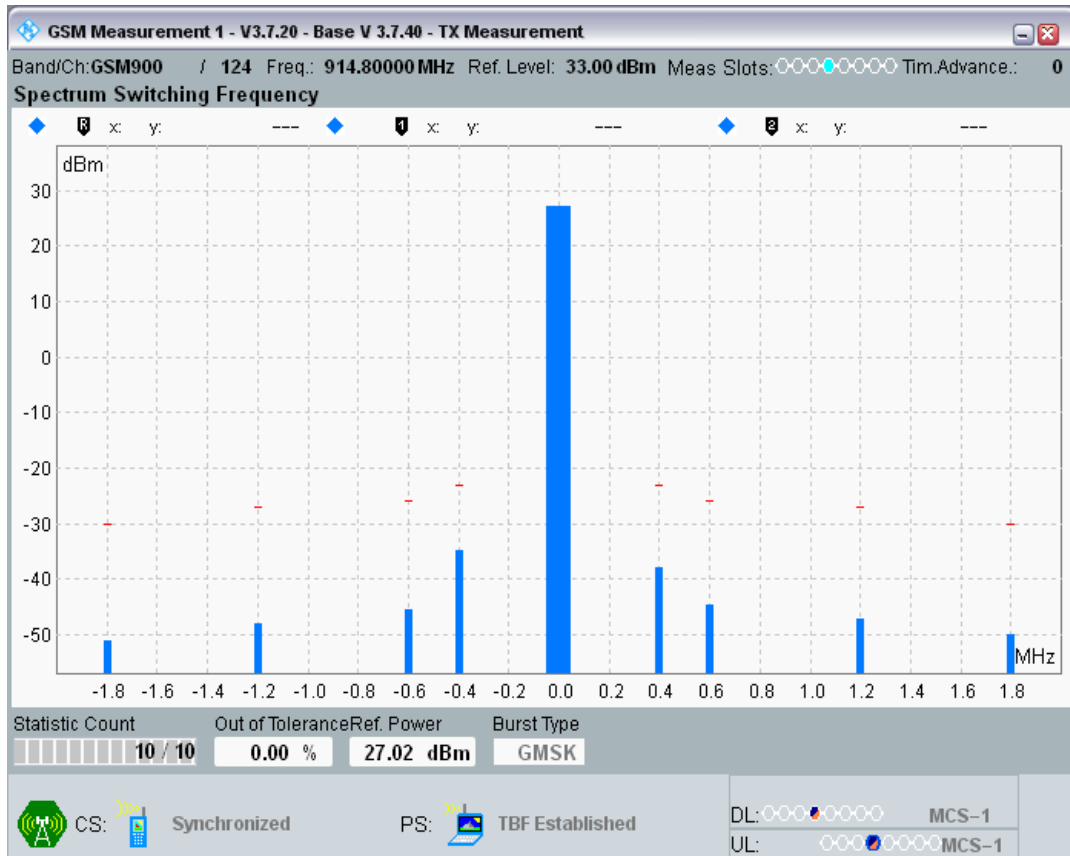 GSM Measurement 1 - V3.7.20 - Base V 3.7.40 - TX Measurement
Band/Ch:GSM900 / 124 Freq.: 914.80000 MHz Ref. Level: 33.00 dBm Meas Slots: Tim.Advance.: 0
Spectrum Switching Frequency
R x: y: --- 1 x: y: --- 2 x: y: ---
dBm
30
20
10
0
-10
-20
-30
-40
-50
MHz
-1.8 -1.6 -1.4 -1.2 -1.0 -0.8 -0.6 -0.4 -0.2 0.0 0.2 0.4 0.6 0.8 1.0 1.2 1.4 1.6 1.8
Statistic Count Out of Tolerance Ref. Power Burst Type
10 / 10 0.00 % 27.02 dBm GMSK
CS: Synchronized PS: TBF Established DL: MCS-1
UL: MCS-1